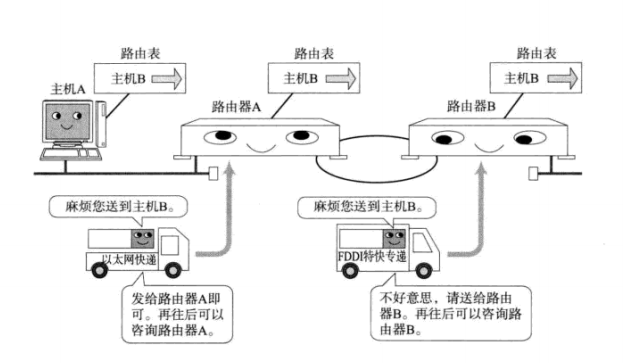 路由表
主机B
主机A
路由表
主机B
路由器A
路由表
主机B
路由器B
麻烦您送到主机B。
以太网快递
发给路由器A即
可。再往后可以
咨询路由器A。
麻烦您送到主机B。
FDDI特快专递
不好意思，请送给路由
器B。再往后可以咨询路
由器B。